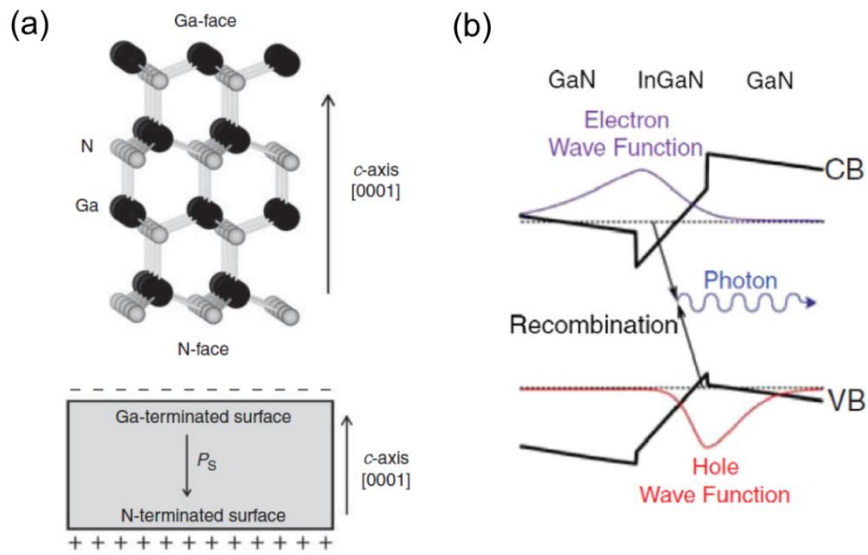 (a)
Ga-face
N
Ga
c-axis
[0001]
N-face
– – – – – – – – – – – –
Ga-terminated surface
P_S
N-terminated surface
c-axis
[0001]
+ + + + + + + + + + + +
(b)
GaN InGaN GaN
Electron
Wave Function
CB
Photon
Recombination
VB
Hole
Wave Function